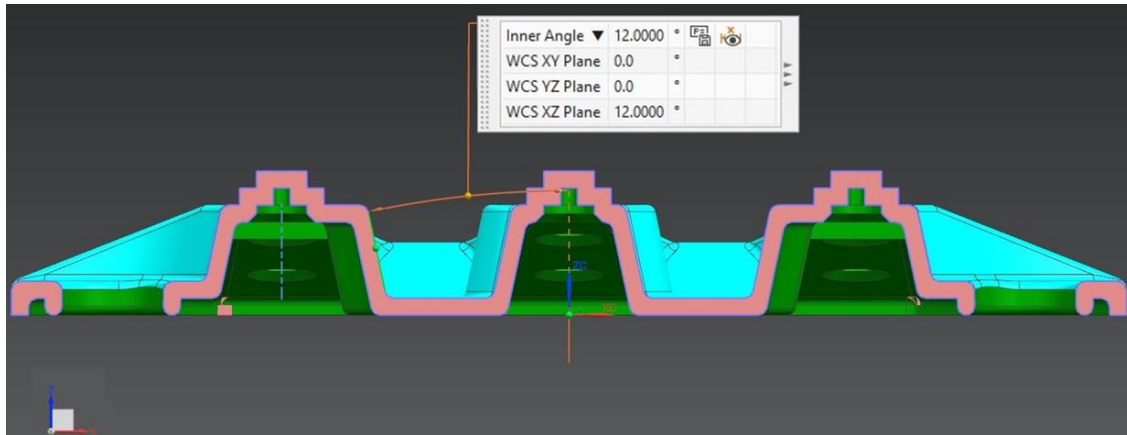 Inner Angle ▼ 12.0000 °
WCS XY Plane 0.0 °
WCS YZ Plane 0.0 °
WCS XZ Plane 12.0000 °
ZC
XC
Z
X